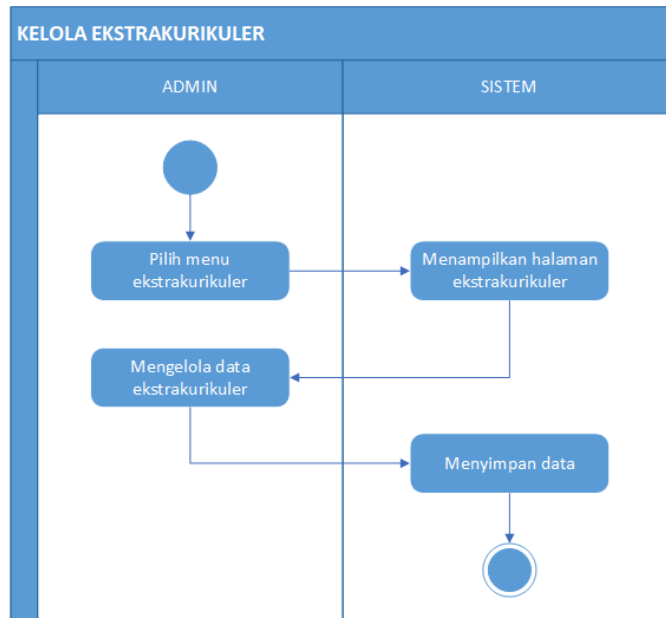 KELOLA EKSTRAKURIKULER
ADMIN
SISTEM
Pilih menu
ekstrakurikuler
Menampilkan halaman
ekstrakurikuler
Mengelola data
ekstrakurikuler
Menyimpan data